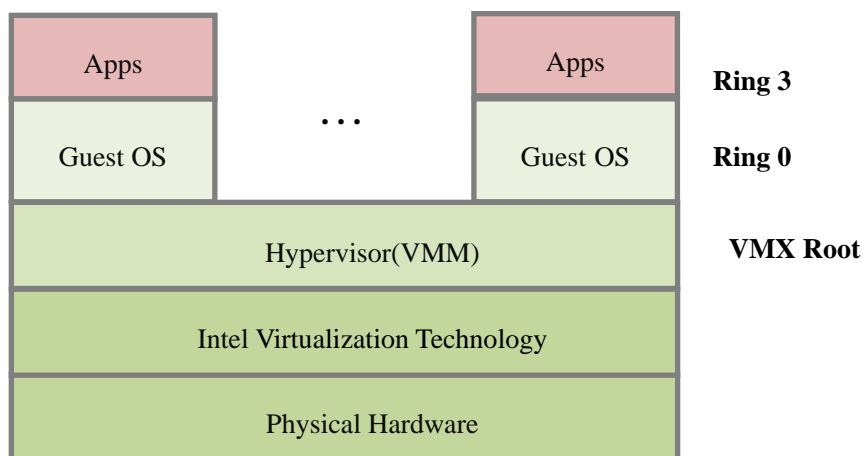 Apps
Apps
Ring 3
...
Guest OS
Guest OS
Ring 0
Hypervisor(VMM)
VMX Root
Intel Virtualization Technology
Physical Hardware